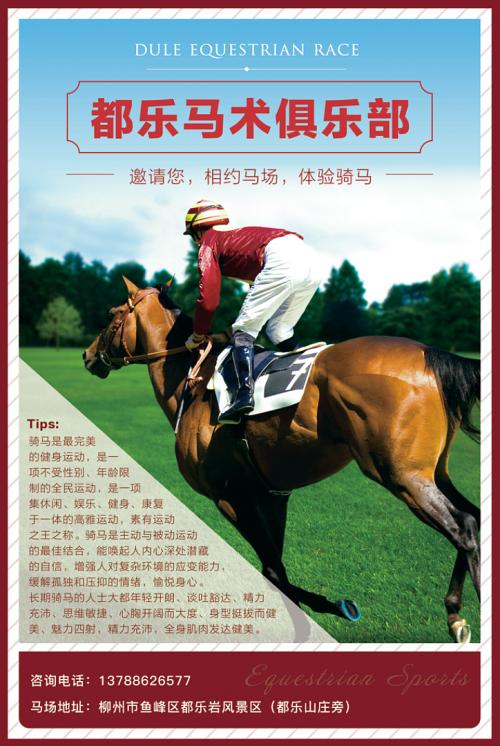 DULE EQUESTRIAN RACE
都乐马术俱乐部
邀请您，相约马场，体验骑马
7
Tips:
骑马是最完美
的健身运动，是一
项不受性别、年龄限
制的全民运动，是一项
集休闲、娱乐、健身、康复
于一体的高雅运动，素有运动
之王之称。骑马是主动与被动运动
的最佳结合，能唤起人内心深处潜藏
的自信，增强人对复杂环境的应变能力，
缓解孤独和压抑的情绪，愉悦身心。
长期骑马的人士大都年轻开朗、谈吐豁达、精力
充沛、思维敏捷、心胸开阔而大度、身型挺拔而健
美、魅力四射，精力充沛，全身肌肉发达健美。
Equestrian Sports
咨询电话：13788626577
马场地址：柳州市鱼峰区都乐岩风景区（都乐山庄旁）